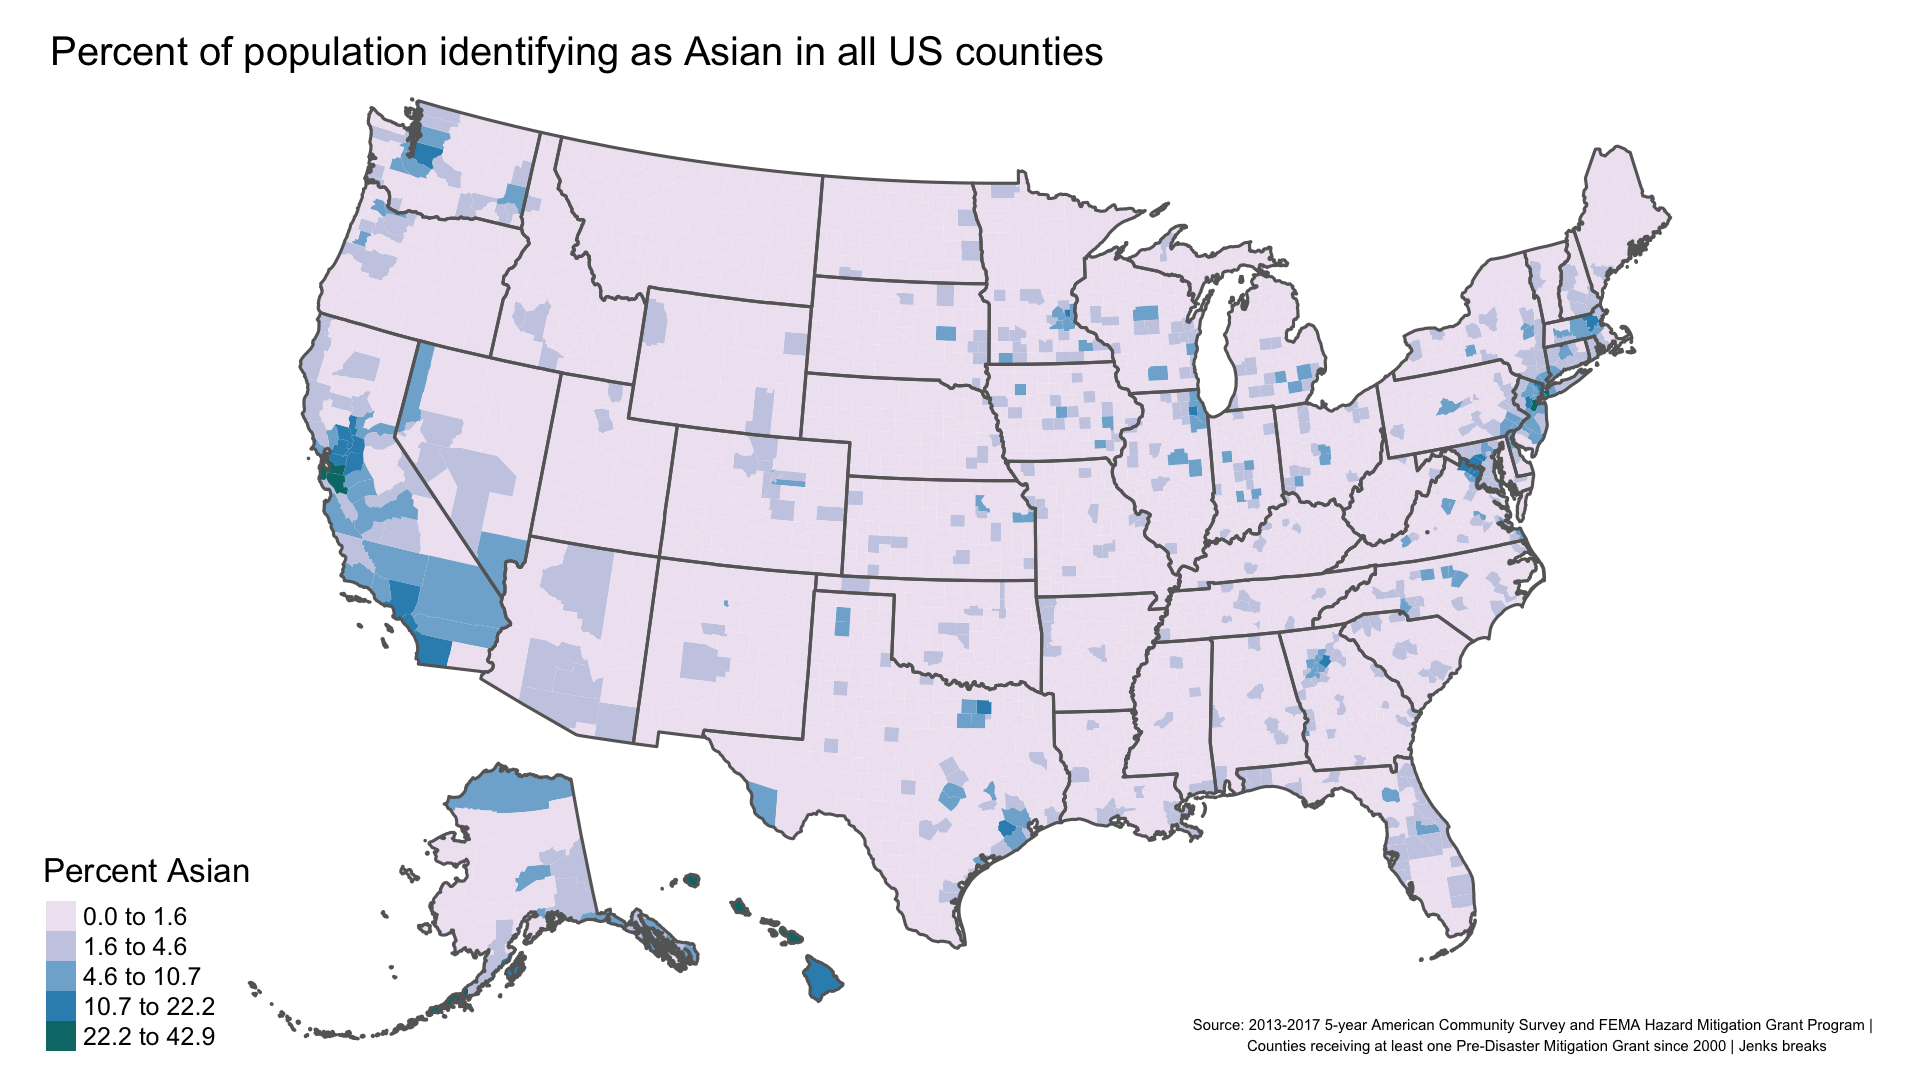 Percent of population identifying as Asian in all US counties
Percent Asian
0.0 to 1.6
1.6 to 4.6
4.6 to 10.7
10.7 to 22.2
22.2 to 42.9
Source: 2013-2017 5-year American Community Survey and FEMA Hazard Mitigation Grant Program |
Counties receiving at least one Pre-Disaster Mitigation Grant since 2000 | Jenks breaks